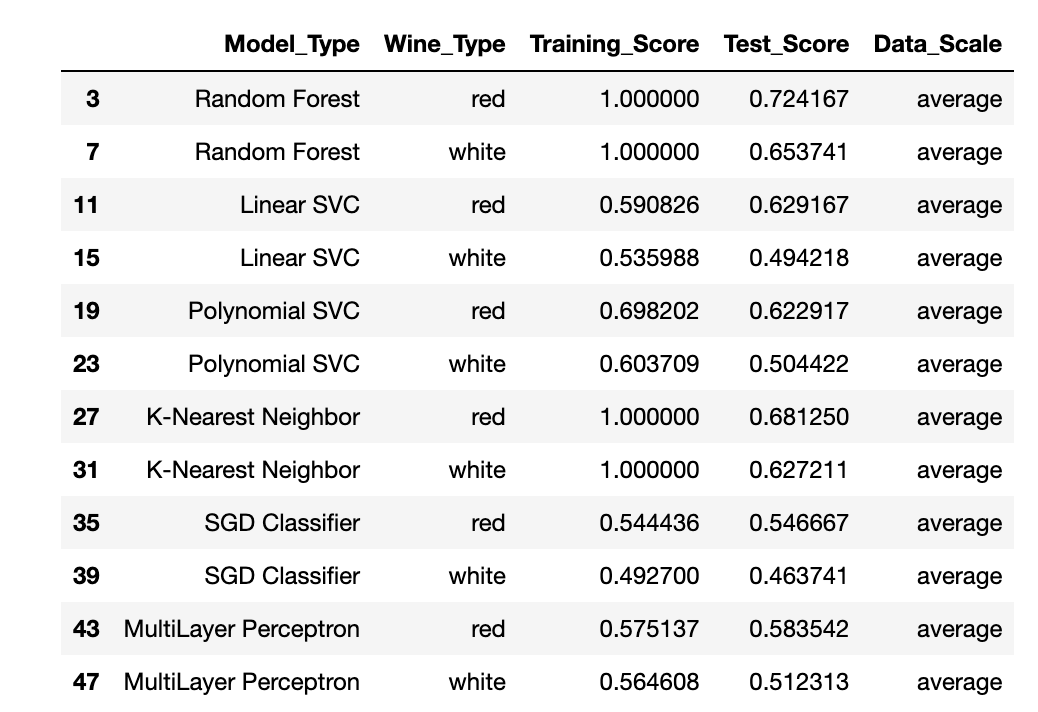 Model_Type Wine_Type Training_Score Test_Score Data_Scale
3 Random Forest red 1.000000 0.724167 average
7 Random Forest white 1.000000 0.653741 average
11 Linear SVC red 0.590826 0.629167 average
15 Linear SVC white 0.535988 0.494218 average
19 Polynomial SVC red 0.698202 0.622917 average
23 Polynomial SVC white 0.603709 0.504422 average
27 K-Nearest Neighbor red 1.000000 0.681250 average
31 K-Nearest Neighbor white 1.000000 0.627211 average
35 SGD Classifier red 0.544436 0.546667 average
39 SGD Classifier white 0.492700 0.463741 average
43 MultiLayer Perceptron red 0.575137 0.583542 average
47 MultiLayer Perceptron white 0.564608 0.512313 average